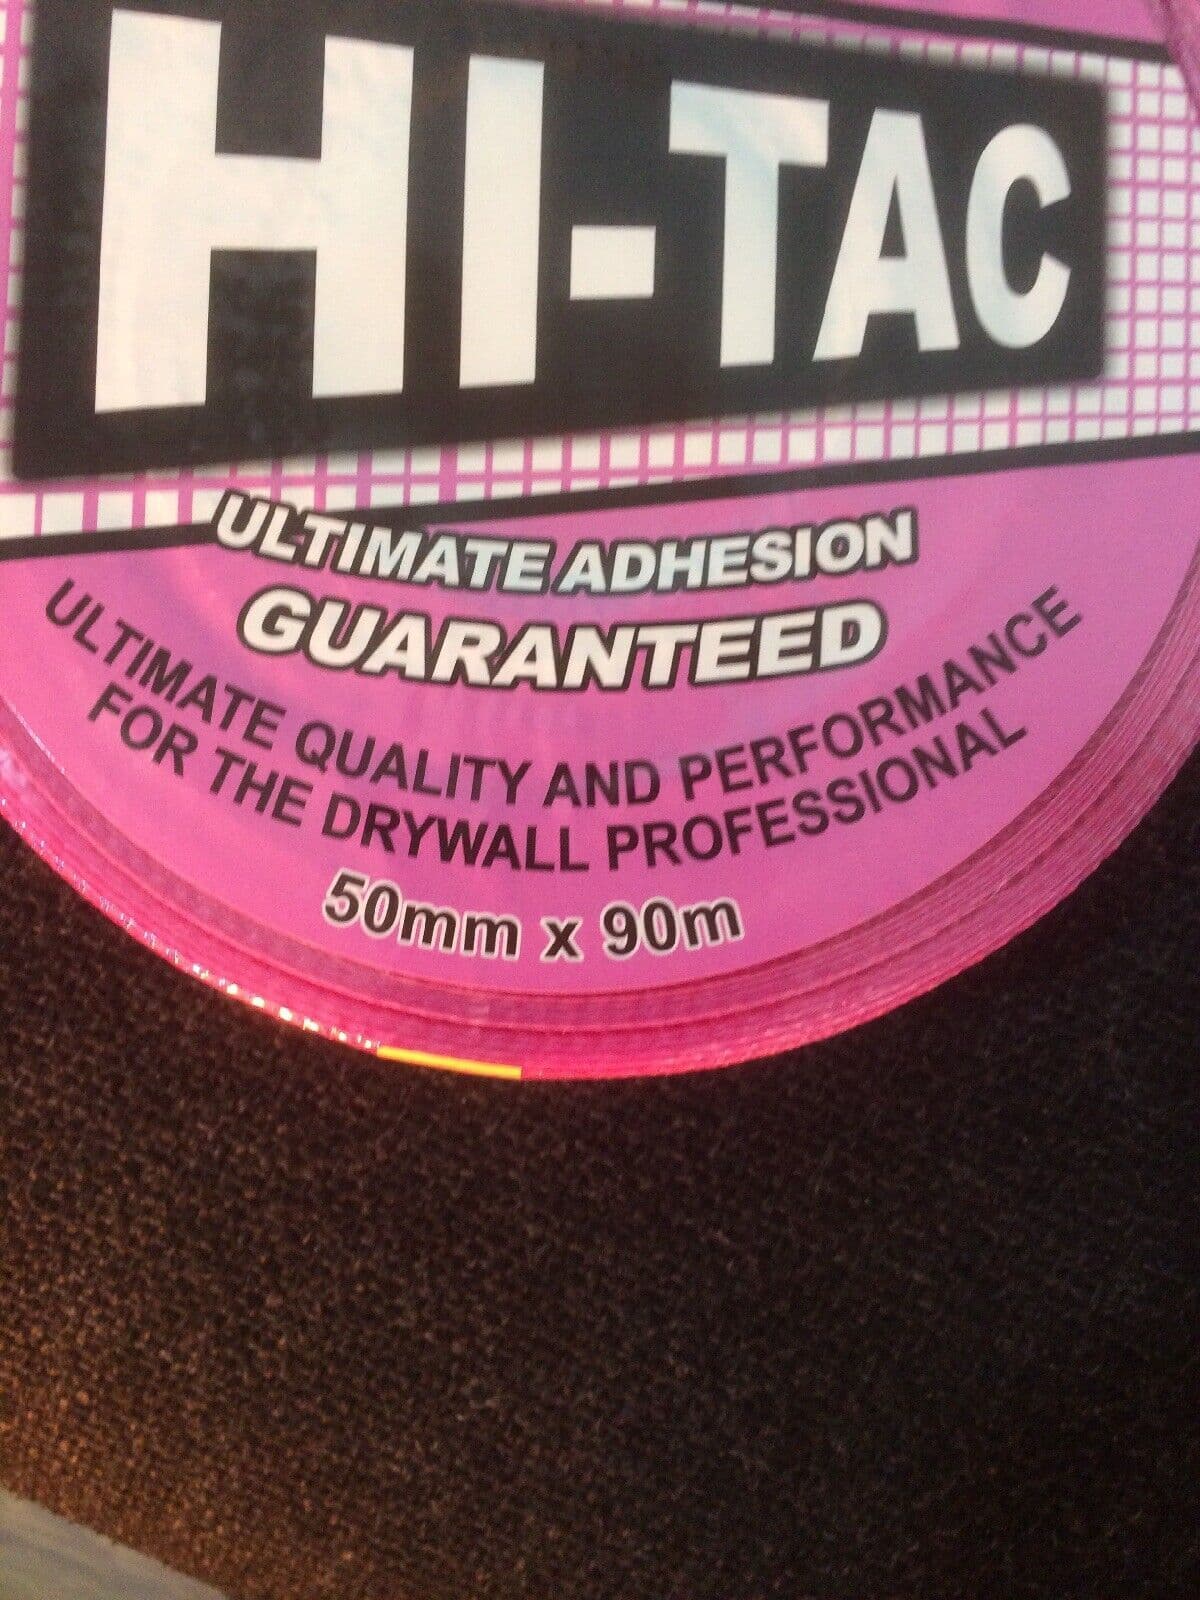 HI-TAC
ULTIMATE ADHESION
GUARANTEED
ULTIMATE QUALITY AND PERFORMANCE
FOR THE DRYWALL PROFESSIONAL
50mm x 90m